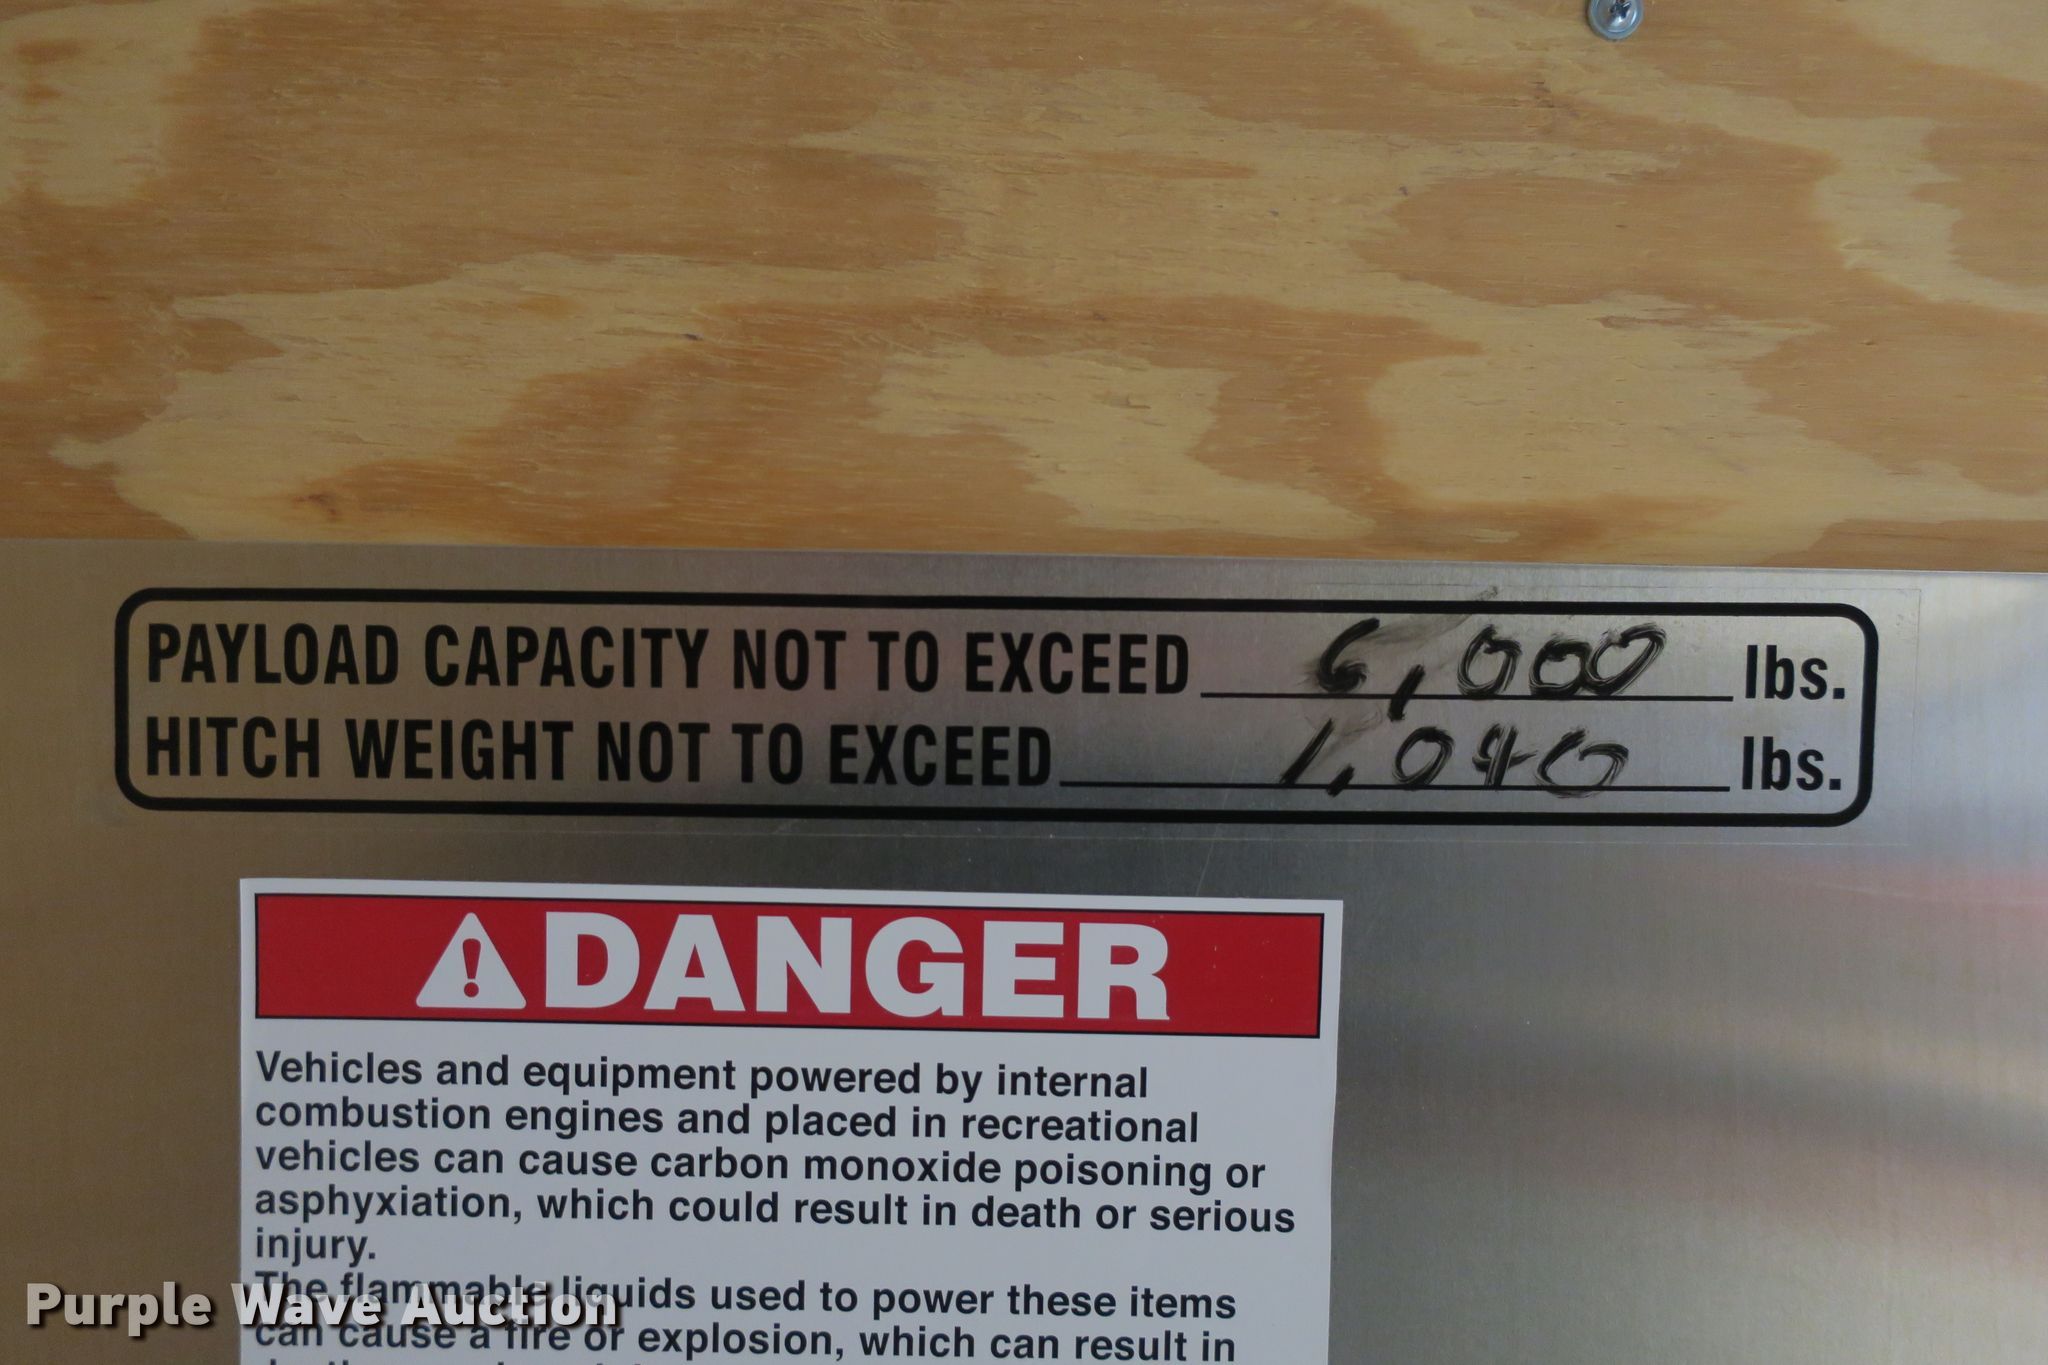 PAYLOAD CAPACITY NOT TO EXCEED 6,000 lbs.
HITCH WEIGHT NOT TO EXCEED 1,040 lbs.
DANGER
Vehicles and equipment powered by internal
combustion engines and placed in recreational
vehicles can cause carbon monoxide poisoning or
asphyxiation, which could result in death or serious
injury.
The flammable liquids used to power these items
can cause a fire or explosion, which can result in
Purple Wave Auction